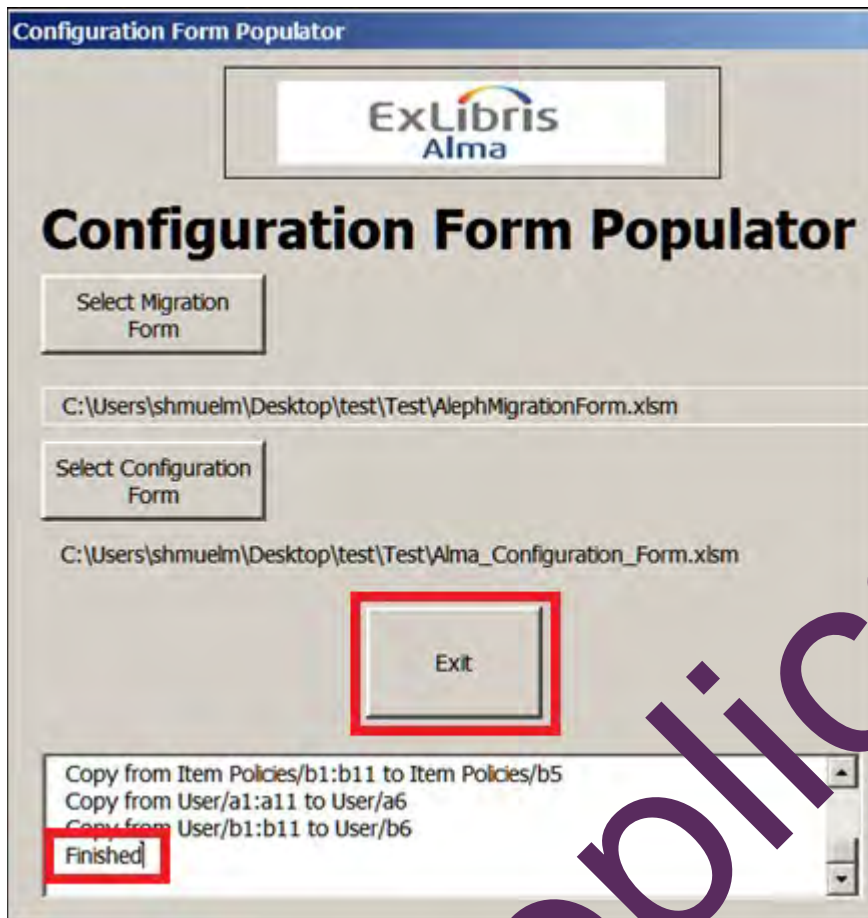 Configuration Form Populator
ExLibris
Alma
Configuration Form Populator
Select Migration
Form
C:\Users\shmuelm\Desktop\test\Test\AlephMigrationForm.xlsm
Select Configuration
Form
C:\Users\shmuelm\Desktop\test\Test\Alma_Configuration_Form.xlsm
Exit
Copy from Item Policies/b1:b11 to Item Policies/b5
Copy from User/a1:a11 to User/a6
Copy from User/b1:b11 to User/b6
Finished
plic